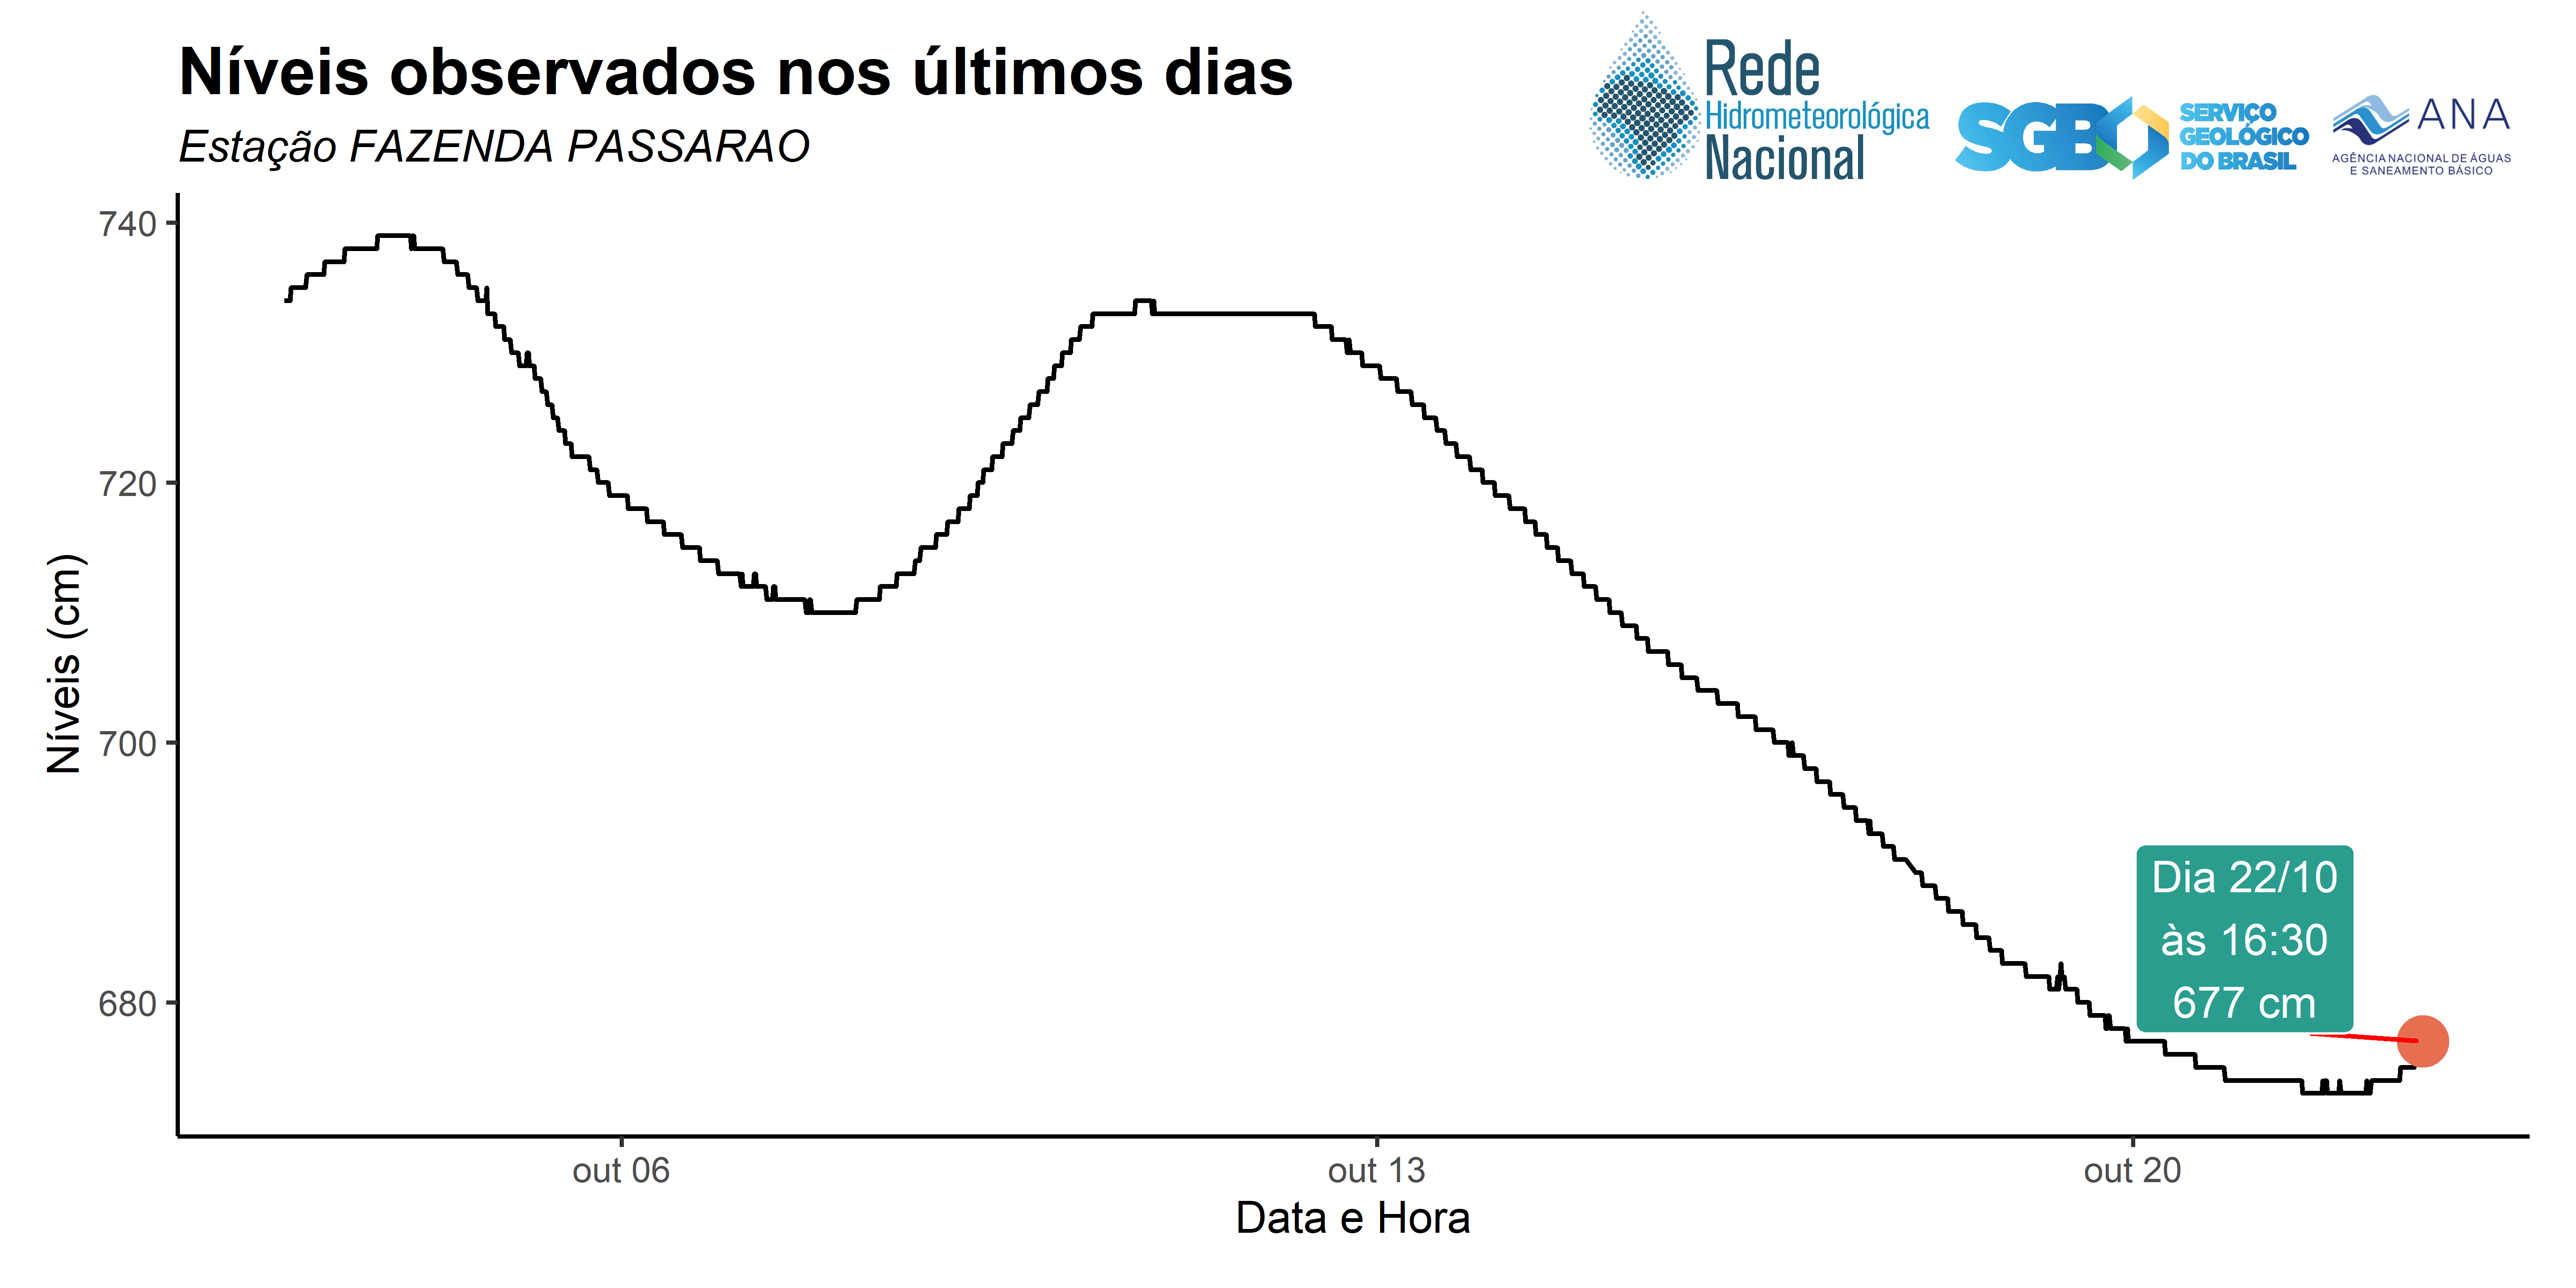 Níveis observados nos últimos dias
Estação FAZENDA PASSARAO
Rede
Hidrometeorológica
Nacional
SGB
SERVIÇO
GEOLÓGICO
DO BRASIL
ANA
AGÊNCIA NACIONAL DE ÁGUAS
E SANEAMENTO BÁSICO
740
720
700
680
Níveis (cm)
Dia 22/10
às 16:30
677 cm
out 06
out 13
out 20
Data e Hora